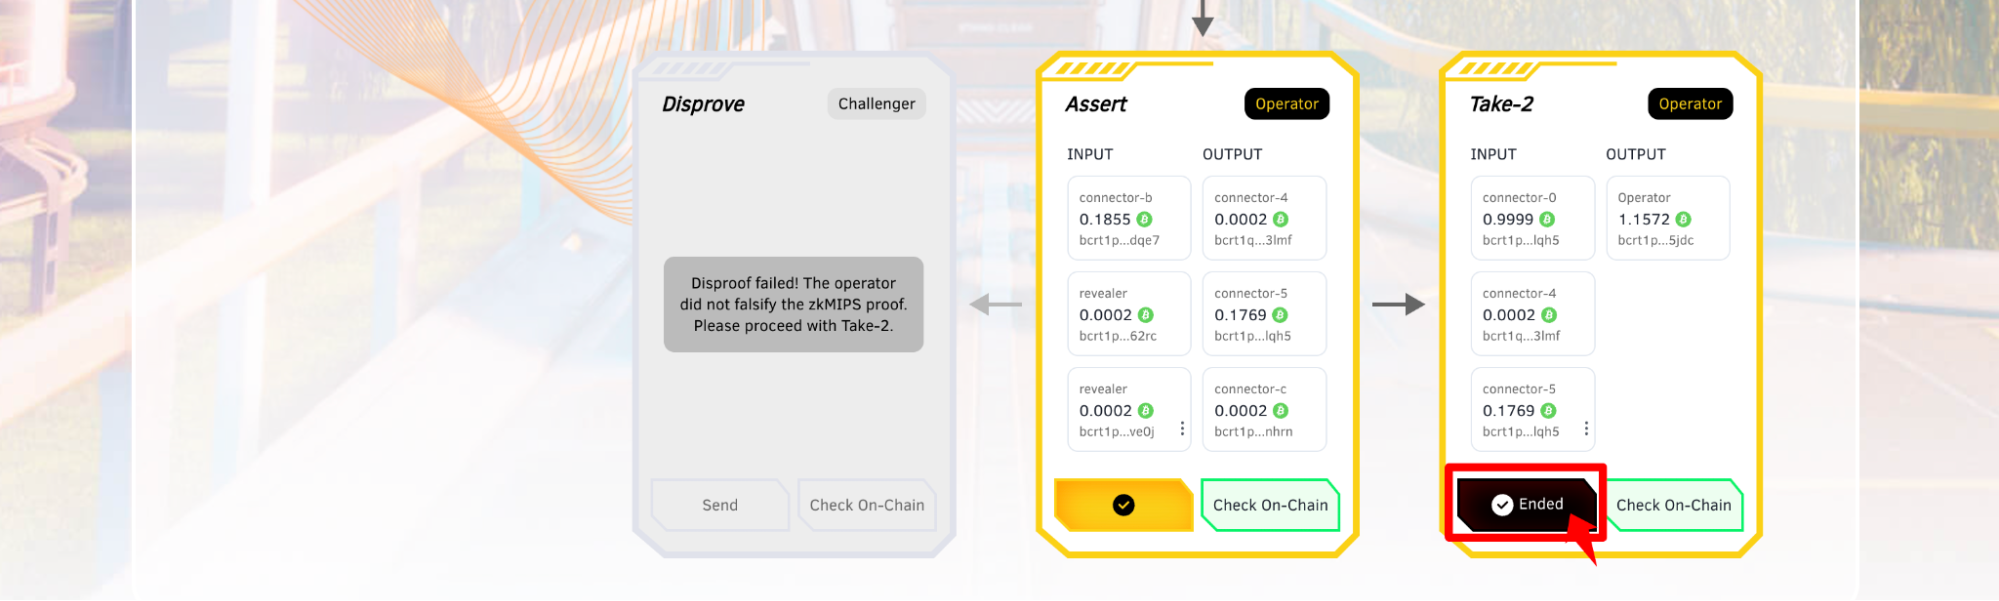 Disprove
Challenger
Disproof failed! The operator
did not falsify the zkMIPS proof.
Please proceed with Take-2.
Send
Check On-Chain
Assert
Operator
INPUT
OUTPUT
connector-b
0.1855
bcrt1p...dqe7
connector-4
0.0002
bcrt1q...3lmf
revealer
0.0002
bcrt1p...62rc
connector-5
0.1769
bcrt1p...lqh5
revealer
0.0002
bcrt1p...ve0j
connector-c
0.0002
bcrt1p...nhrn
Check On-Chain
Take-2
Operator
INPUT
OUTPUT
connector-0
0.9999
bcrt1p...lqh5
Operator
1.1572
bcrt1p...5jdc
connector-4
0.0002
bcrt1q...3lmf
connector-5
0.1769
bcrt1p...lqh5
Ended
Check On-Chain